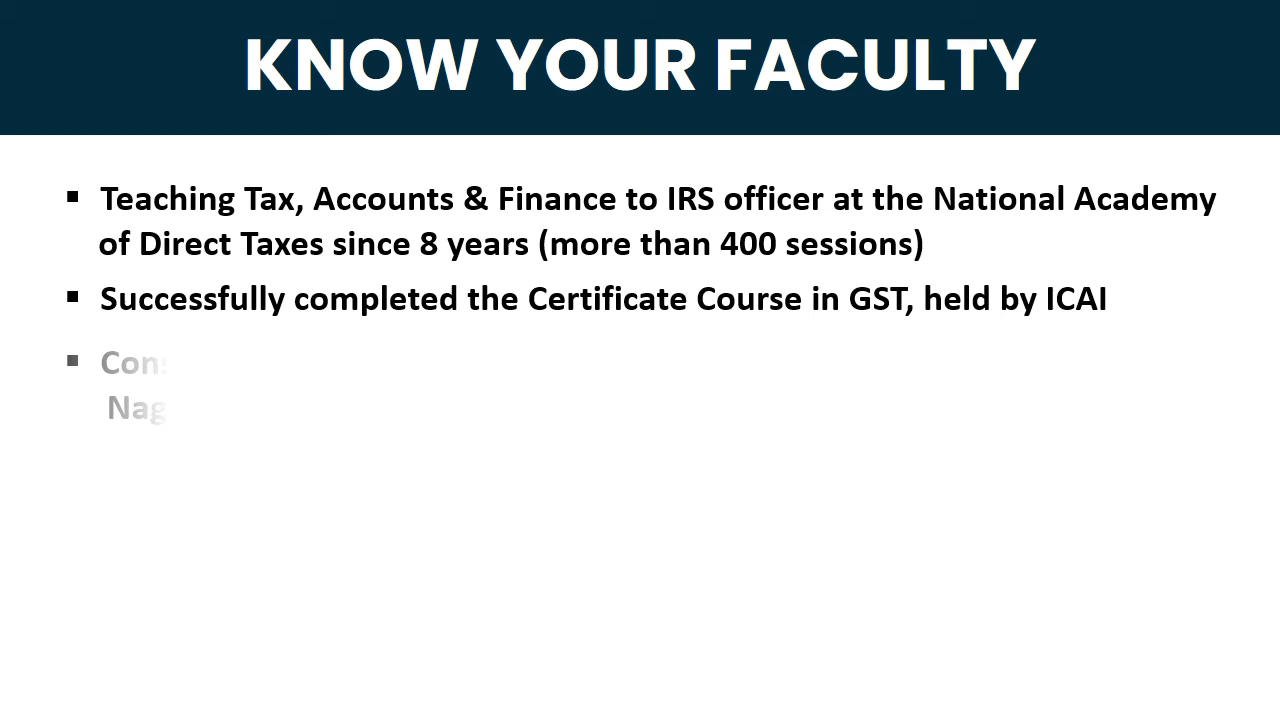 KNOW YOUR FACULTY
▪ Teaching Tax, Accounts & Finance to IRS officer at the National Academy
of Direct Taxes since 8 years (more than 400 sessions)
▪ Successfully completed the Certificate Course in GST, held by ICAI
▪